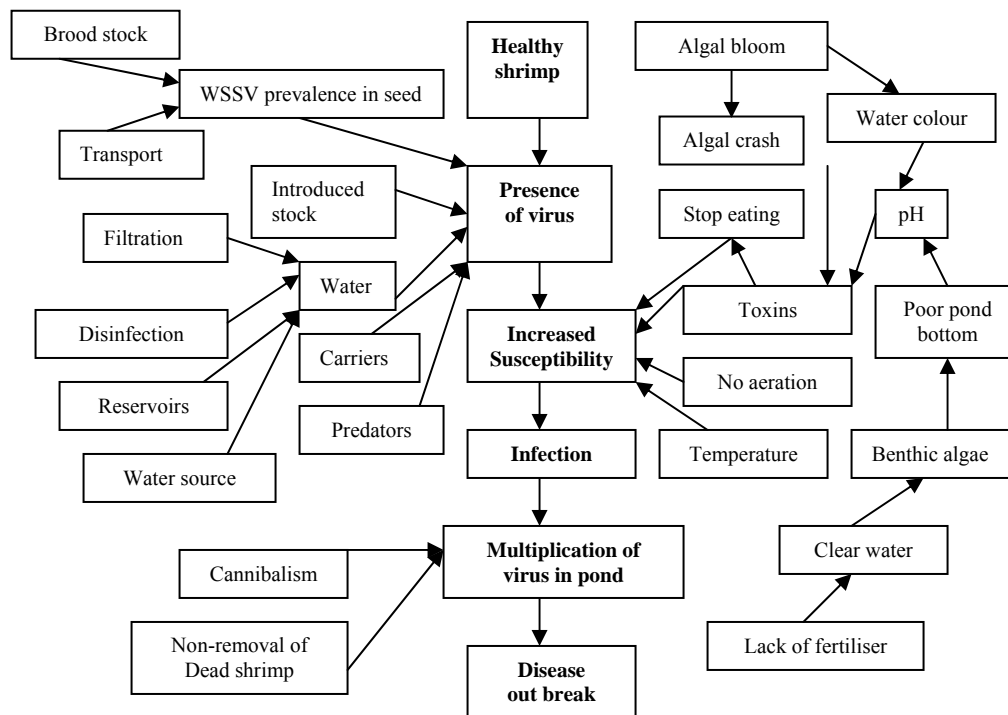 Brood stock
Healthy
shrimp
Algal bloom
WSSV prevalence in seed
Water colour
Transport
Algal crash
Introduced
stock
Presence
of virus
Stop eating
pH
Filtration
Water
Disinfection
Carriers
Increased
Susceptibility
Toxins
Poor pond
bottom
No aeration
Reservoirs
Predators
Infection
Temperature
Benthic algae
Water source
Multiplication of
virus in pond
Clear water
Cannibalism
Non-removal of
Dead shrimp
Disease
out break
Lack of fertiliser